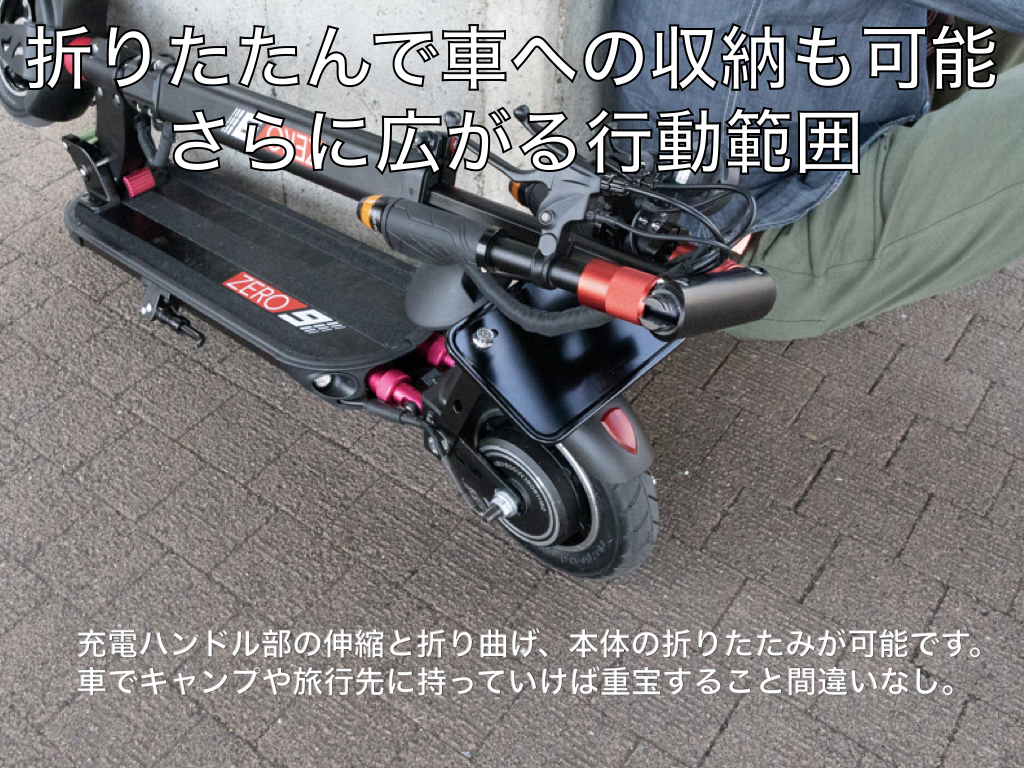 折りたたんで車への収納も可能
さらに広がる行動範囲
ZERO 9
ZERO 9
充電ハンドル部の伸縮と折り曲げ、本体の折りたたみが可能です。
車でキャンプや旅行先に持っていけば重宝すること間違いなし。